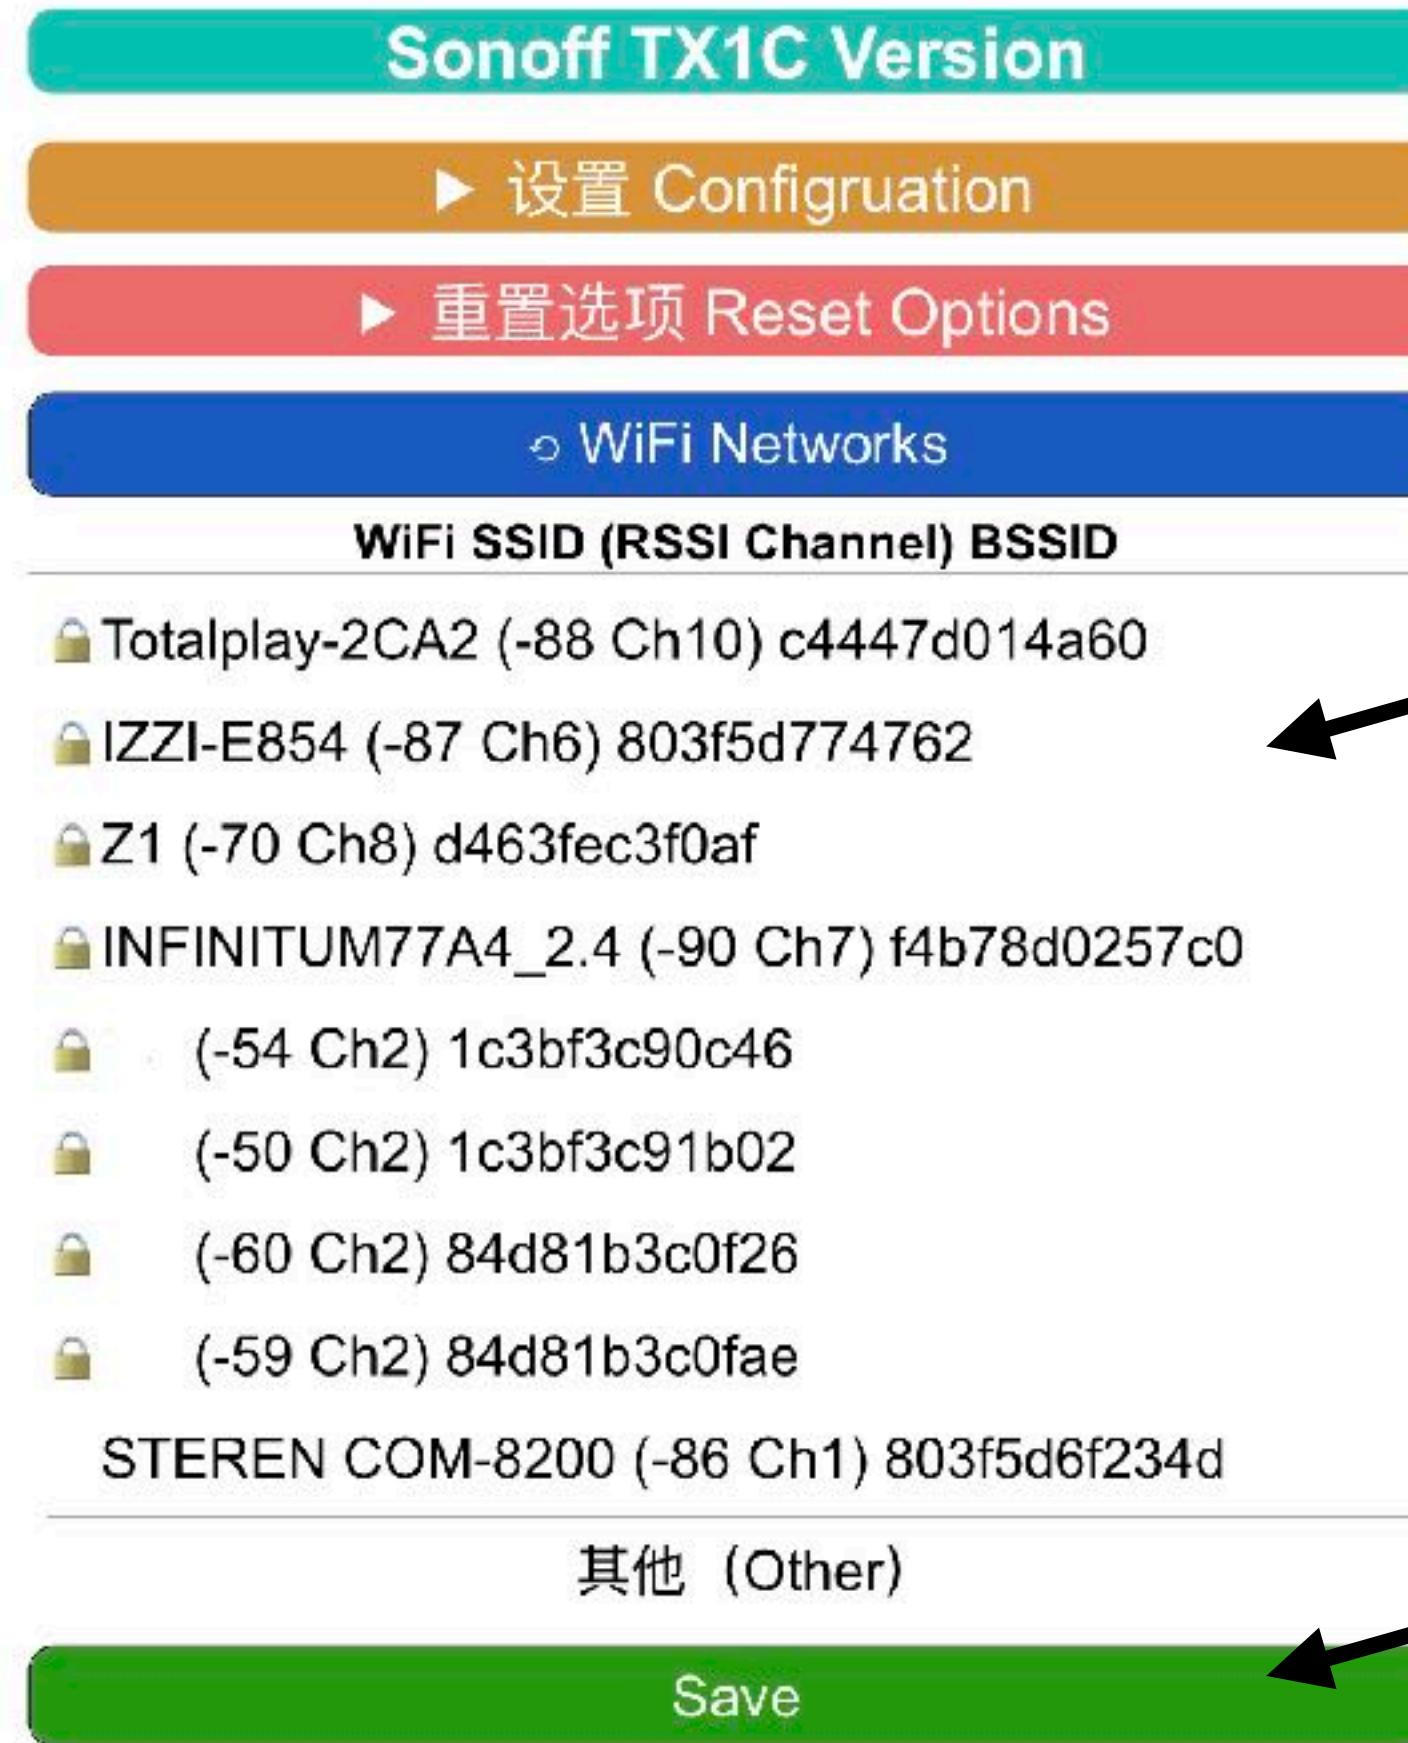 Sonoff TX1C Version
▶ 设置 Configruation
▶ 重置选项 Reset Options
⟲ WiFi Networks
WiFi SSID (RSSI Channel) BSSID
Totalplay-2CA2 (-88 Ch10) c4447d014a60
IZZI-E854 (-87 Ch6) 803f5d774762
Z1 (-70 Ch8) d463fec3f0af
INFINITUM77A4_2.4 (-90 Ch7) f4b78d0257c0
(-54 Ch2) 1c3bf3c90c46
(-50 Ch2) 1c3bf3c91b02
(-60 Ch2) 84d81b3c0f26
(-59 Ch2) 84d81b3c0fae
STEREN COM-8200 (-86 Ch1) 803f5d6f234d
其他（Other）
Save